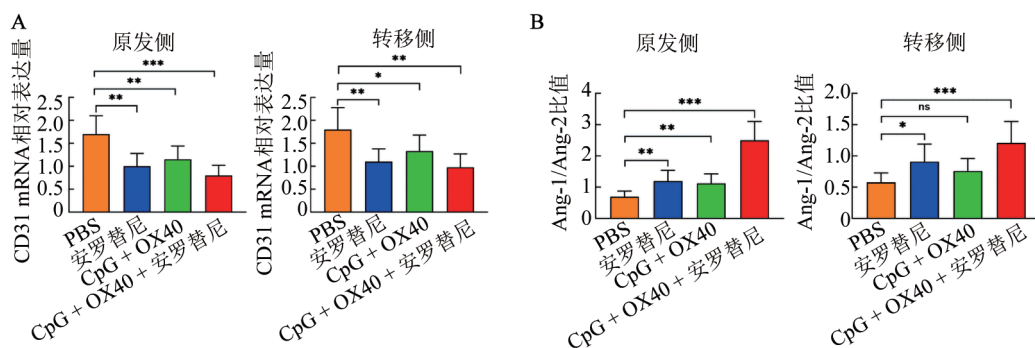 A
原发侧
CD31 mRNA相对表达量
***
**
**
2.5
2.0
1.5
1.0
0.5
0
PBS
安罗替尼
CpG + OX40
CpG + OX40 + 安罗替尼
转移侧
CD31 mRNA相对表达量
**
*
**
2.5
2.0
1.5
1.0
0.5
0
PBS
安罗替尼
CpG + OX40
CpG + OX40 + 安罗替尼
B
原发侧
Ang-1/Ang-2比值
***
**
**
4
3
2
1
0
PBS
安罗替尼
CpG + OX40
CpG + OX40 + 安罗替尼
转移侧
Ang-1/Ang-2比值
***
ns
*
2.0
1.5
1.0
0.5
0
PBS
安罗替尼
CpG + OX40
CpG + OX40 + 安罗替尼